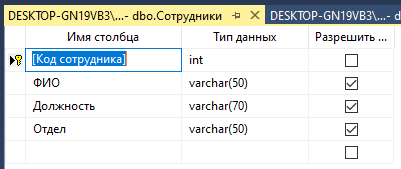 DESKTOP-GN19VB3\...- dbo.Сотрудники DESKTOP-GN19VB3\...- d
Имя столбца Тип данных Разрешить ...
[Код сотрудника] int
ФИО varchar(50)
Должность varchar(70)
Отдел varchar(50)